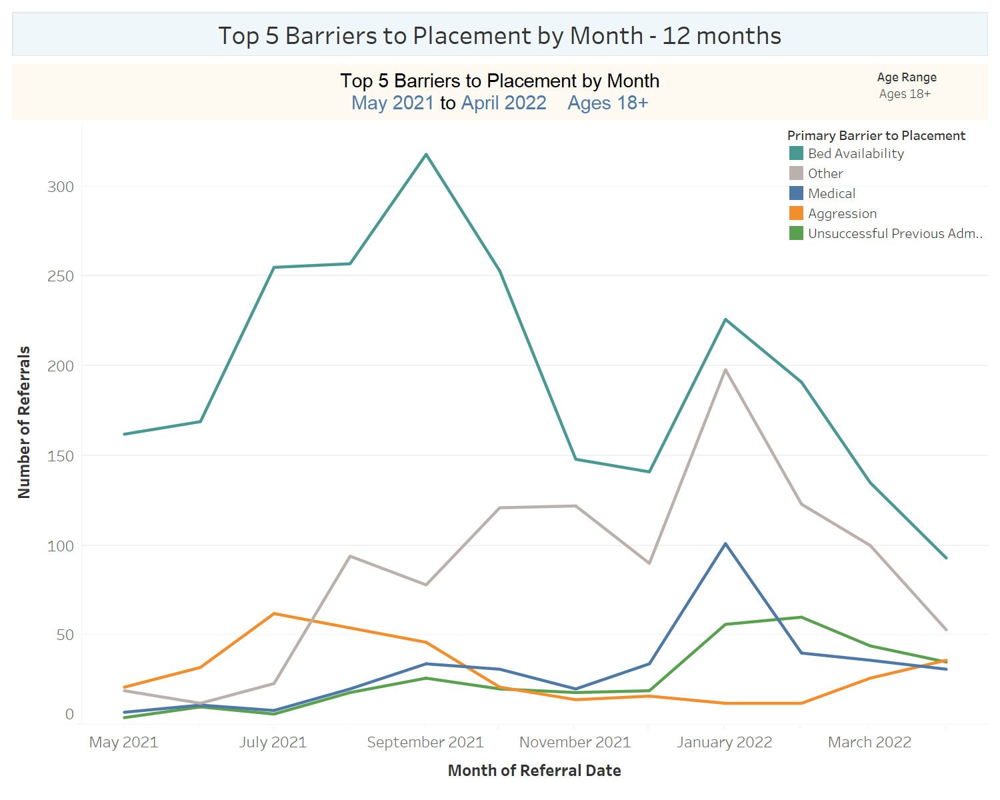 Top 5 Barriers to Placement by Month - 12 months
Top 5 Barriers to Placement by Month
May 2021 to April 2022 Ages 18+
Age Range
Ages 18+
Primary Barrier to Placement
Bed Availability
Other
Medical
Aggression
Unsuccessful Previous Adm..
Number of Referrals
300
250
200
150
100
50
0
May 2021 July 2021 September 2021 November 2021 January 2022 March 2022
Month of Referral Date